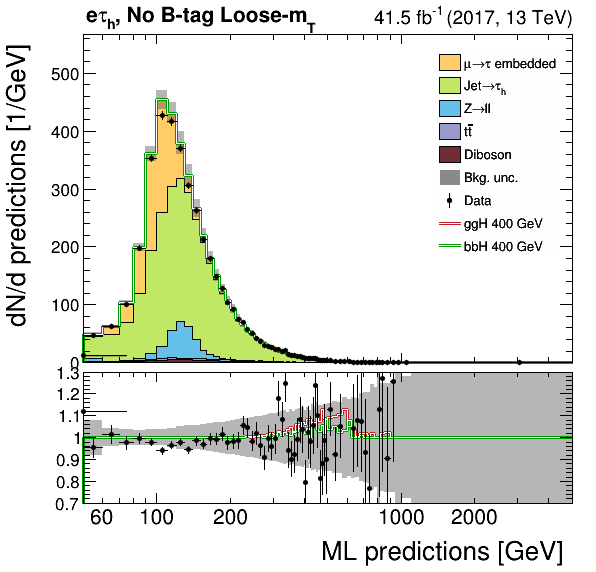 eτh, No B-tag Loose-mT 41.5 fb⁻¹ (2017, 13 TeV)
dN/d predictions [1/GeV]
500
400
300
200
100
0
μ→τ embedded
Jet→τh
Z→ll
tt̄
Diboson
Bkg. unc.
Data
ggH 400 GeV
bbH 400 GeV
1.3
1.2
1.1
1
0.9
0.8
0.7
60 100 200 1000 2000
ML predictions [GeV]